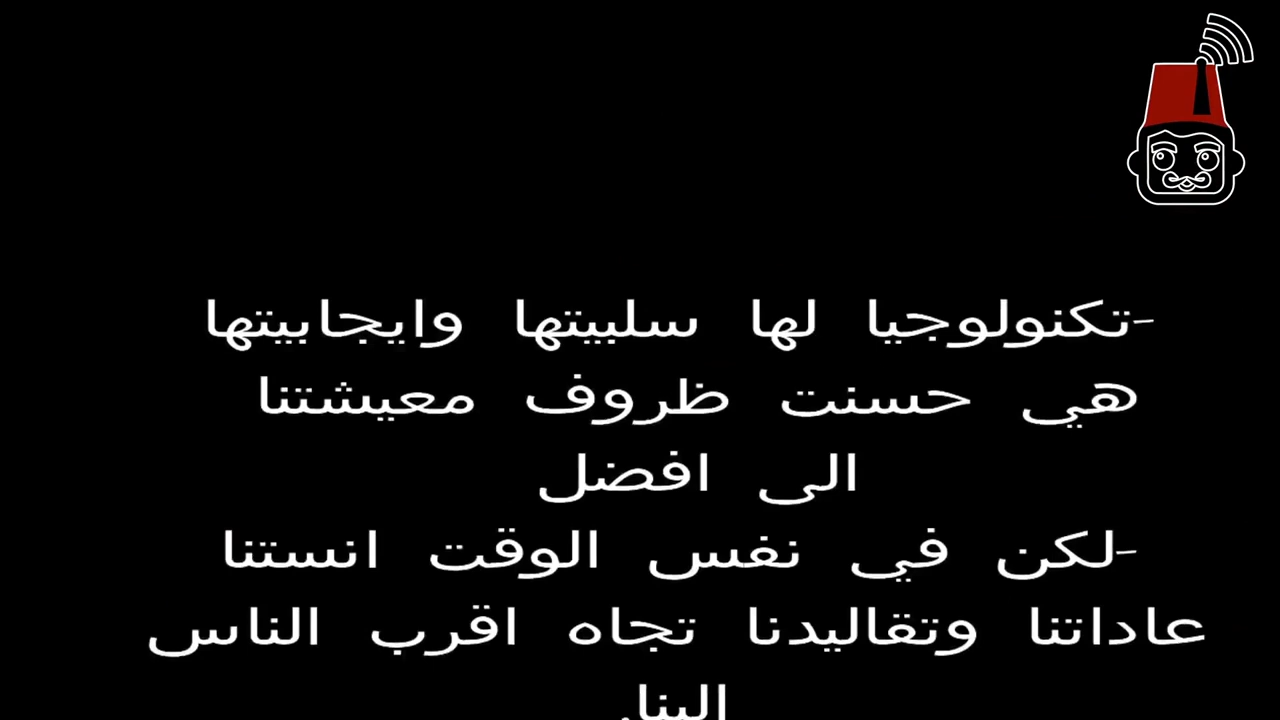 -تكنولوجيا لها سلبيتها وايجابيتها
هي حسنت ظروف معيشتنا
الى افضل
-لكن في نفس الوقت انستنا
عاداتنا وتقاليدنا تجاه اقرب الناس
إلينا.